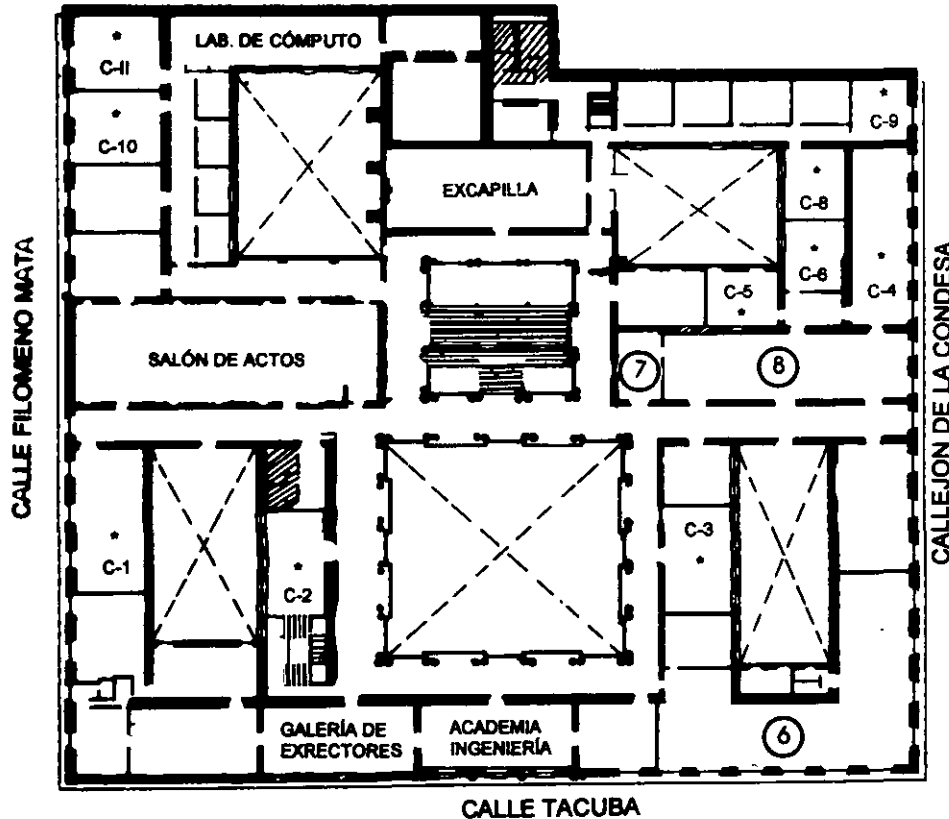 LAB. DE CÓMPUTO
*
C-11
*
C-10
*
C-9
EXCAPILLA
*
C-8
*
C-6
*
C-4
C-5
*
SALÓN DE ACTOS
7
8
CALLE FILOMENO MATA
CALLEJON DE LA CONDESA
*
C-1
*
C-2
C-3
*
GALERÍA DE
EXRECTORES
ACADEMIA
INGENIERÍA
6
CALLE TACUBA